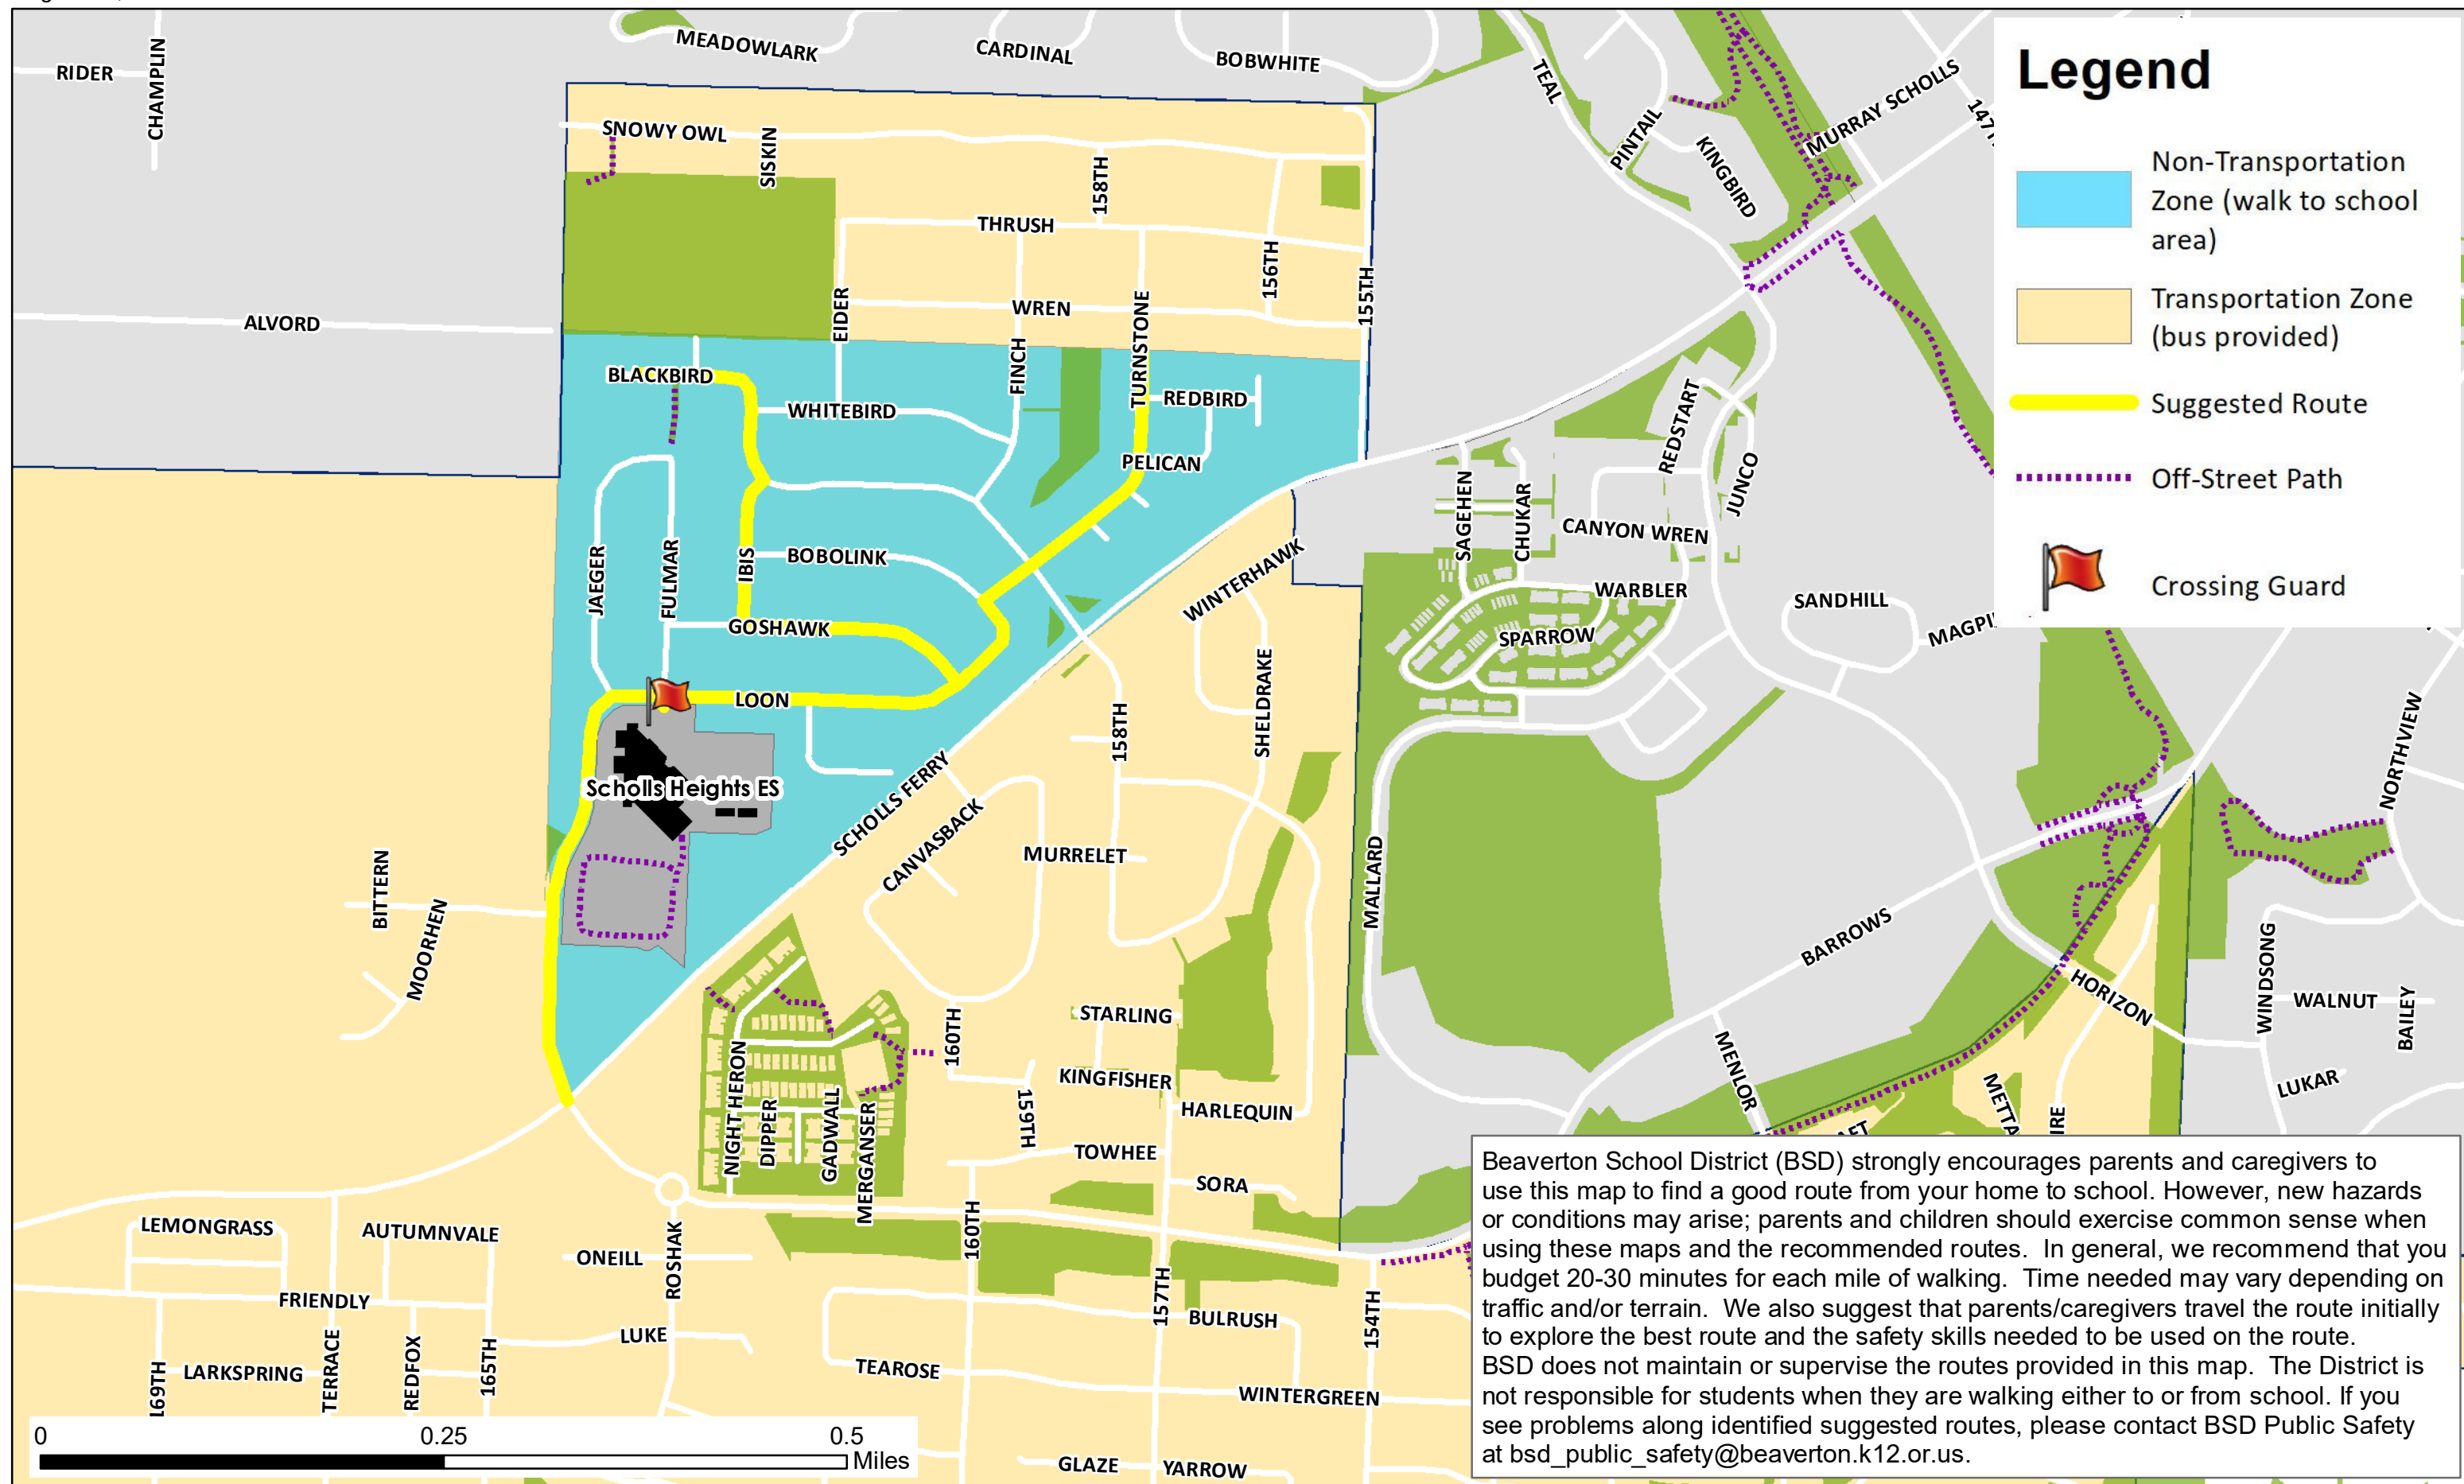 MEADOWLARK
CARDINAL
BOBWHITE
RIDER
CHAMPLIN
TEAL
PINTAIL
KINGBIRD
MURRAY SCHOLLS
SNOWY OWL
SISKIN
158TH
THRUSH
156TH
155TH
EIDER
WREN
TURNSTONE
ALVORD
FINCH
BLACKBIRD
WHITEBIRD
REDBIRD
PELICAN
REDSTART
JUNCO
SAGEHEN
CHUKAR
CANYON WREN
JAEGER
FULMAR
IBIS
BOBOLINK
WINTERHAWK
WARBLER
SANDHILL
GOSHAWK
SPARROW
SHELDRAKE
LOON
158TH
NORTHVIEW
Scholls Heights ES
SCHOLLS FERRY
CANVASBACK
MURRELET
MALLARD
BITTERN
MOORHEN
BARROWS
WINDSONG
HORIZON
WALNUT
BAILEY
STARLING
160TH
KINGFISHER
MENLOR
LUKAR
NIGHT HERON
DIPPER
GADWALL
MERGANSER
159TH
HARLEQUIN
TOWHEE
SORA
LEMONGRASS
AUTUMNVALE
ONEILL
ROSHAK
160TH
FRIENDLY
157TH
BULRUSH
154TH
LUKE
TERRACE
REDFOX
165TH
169TH
LARKSPRING
TEAROSE
WINTERGREEN
GLAZE
YARROW
Legend
Non-Transportation
Zone (walk to school
area)
Transportation Zone
(bus provided)
Suggested Route
Off-Street Path
Crossing Guard
Beaverton School District (BSD) strongly encourages parents and caregivers to
use this map to find a good route from your home to school. However, new hazards
or conditions may arise; parents and children should exercise common sense when
using these maps and the recommended routes.  In general, we recommend that you
budget 20-30 minutes for each mile of walking.  Time needed may vary depending on
traffic and/or terrain.  We also suggest that parents/caregivers travel the route initially
to explore the best route and the safety skills needed to be used on the route.
BSD does not maintain or supervise the routes provided in this map.  The District is
not responsible for students when they are walking either to or from school. If you
see problems along identified suggested routes, please contact BSD Public Safety
at bsd_public_safety@beaverton.k12.or.us.
0 0.25 0.5
Miles